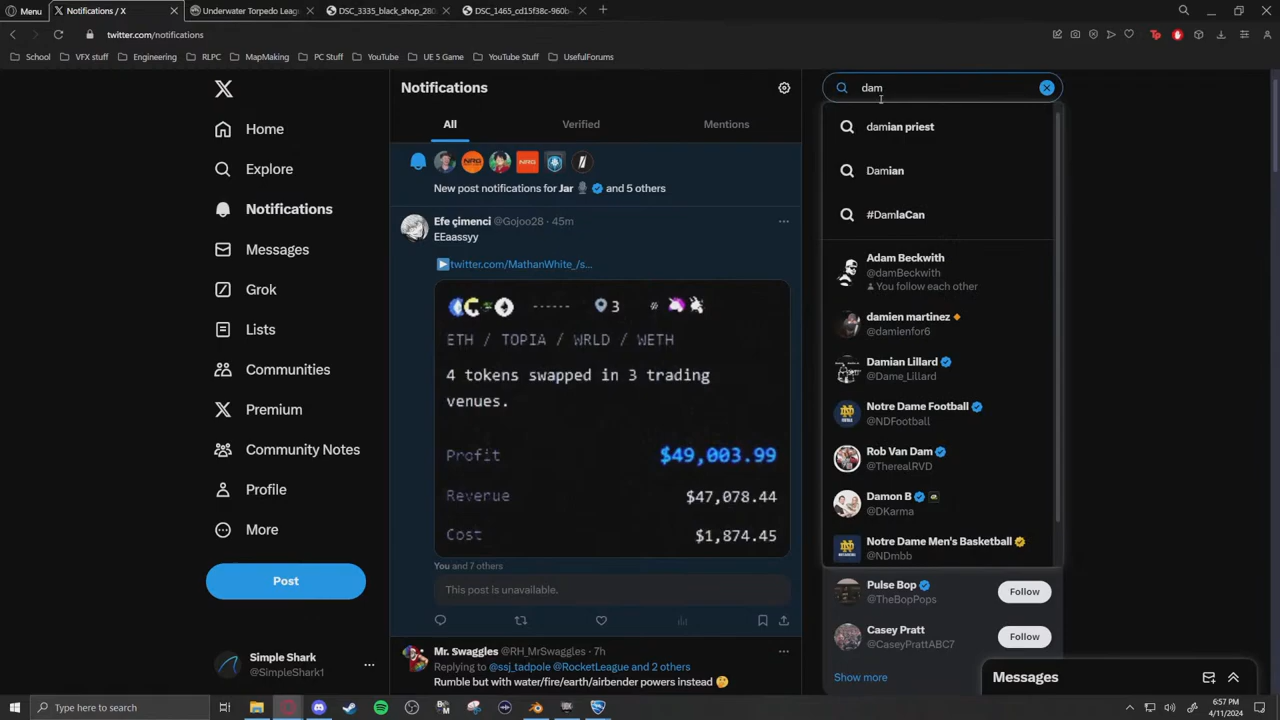 Menu
Notifications / X
Underwater Torpedo Leag
DSC_3335_black_shop_280
DSC_1465_cd15f38c-960b-
twitter.com/notifications
School
VFX stuff
Engineering
RLPC
MapMaking
PC Stuff
YouTube
UE 5 Game
YouTube Stuff
UsefulForums
Home
Explore
Notifications
Messages
Grok
Lists
Communities
Premium
Community Notes
Profile
More
Post
Simple Shark
@SimpleShark1
Notifications
All
Verified
Mentions
NRG
New post notifications for Jar and 5 others
Efe çimenci @Gojoo28 · 45m
EEaassyy
twitter.com/MathanWhite_/s...
3
ETH / TOPIA / WRLD / WETH
4 tokens swapped in 3 trading
venues.
Profit $49,003.99
Revenue $47,078.44
Cost $1,874.45
You and 7 others
This post is unavailable.
Mr. Swaggles @RH_MrSwaggles · 7h
Replying to @ssj_tadpole @RocketLeague and 2 others
Rumble but with water/fire/earth/airbender powers instead
dam
damian priest
Damian
#DamlaCan
Adam Beckwith
@damBeckwith
You follow each other
damien martinez
@damienfor6
Damian Lillard
@Dame_Lillard
Notre Dame Football
@NDFootball
Rob Van Dam
@TherealRVD
Damon B
@DKarma
Notre Dame Men's Basketball
@NDmbb
Pulse Bop
@TheBopPops
Follow
Casey Pratt
@CaseyPrattABC7
Follow
Show more
Messages
Type here to search
6:57 PM
4/11/2024